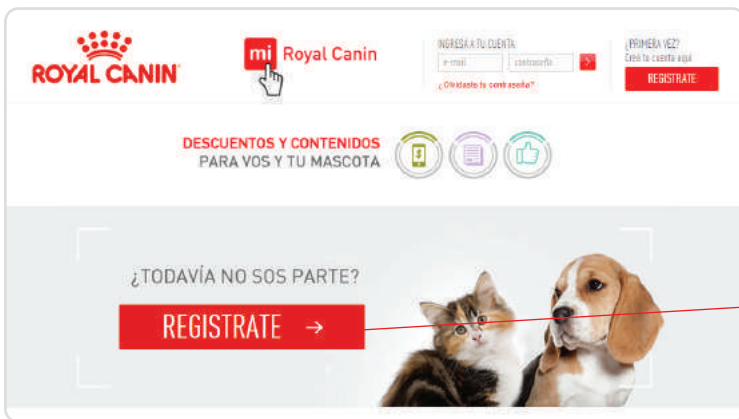 ROYAL CANIN
mi Royal Canin
INGRESÁ A TU CUENTA
e-mail
contraseña
¿Olvidaste tu contraseña?
¿PRIMERA VEZ?
Creá tu cuenta aquí
REGISTRATE
DESCUENTOS Y CONTENIDOS
PARA VOS Y TU MASCOTA
¿TODAVÍA NO SOS PARTE?
REGISTRATE →